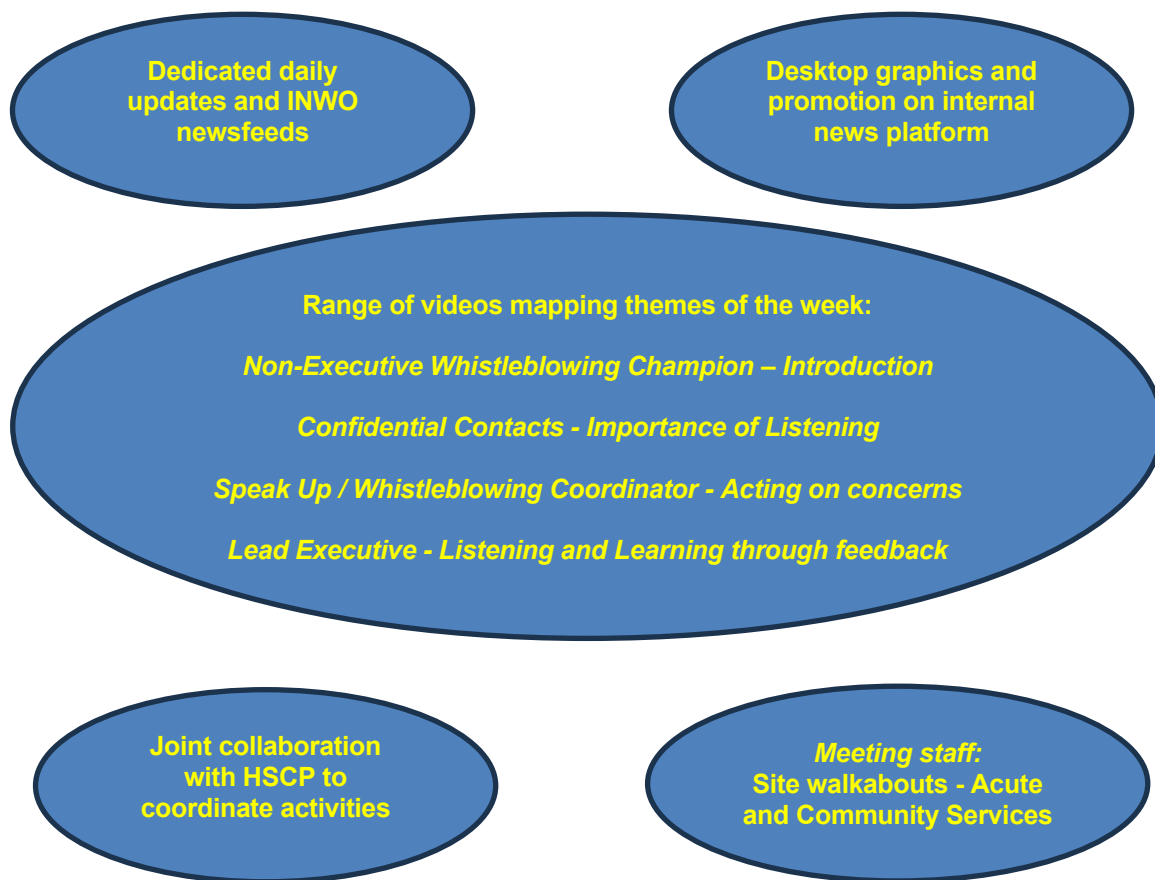 Dedicated daily
updates and INWO
newsfeeds
Desktop graphics and
promotion on internal
news platform
Range of videos mapping themes of the week:
Non-Executive Whistleblowing Champion – Introduction
Confidential Contacts - Importance of Listening
Speak Up / Whistleblowing Coordinator - Acting on concerns
Lead Executive - Listening and Learning through feedback
Joint collaboration
with HSCP to
coordinate activities
Meeting staff:
Site walkabouts - Acute
and Community Services